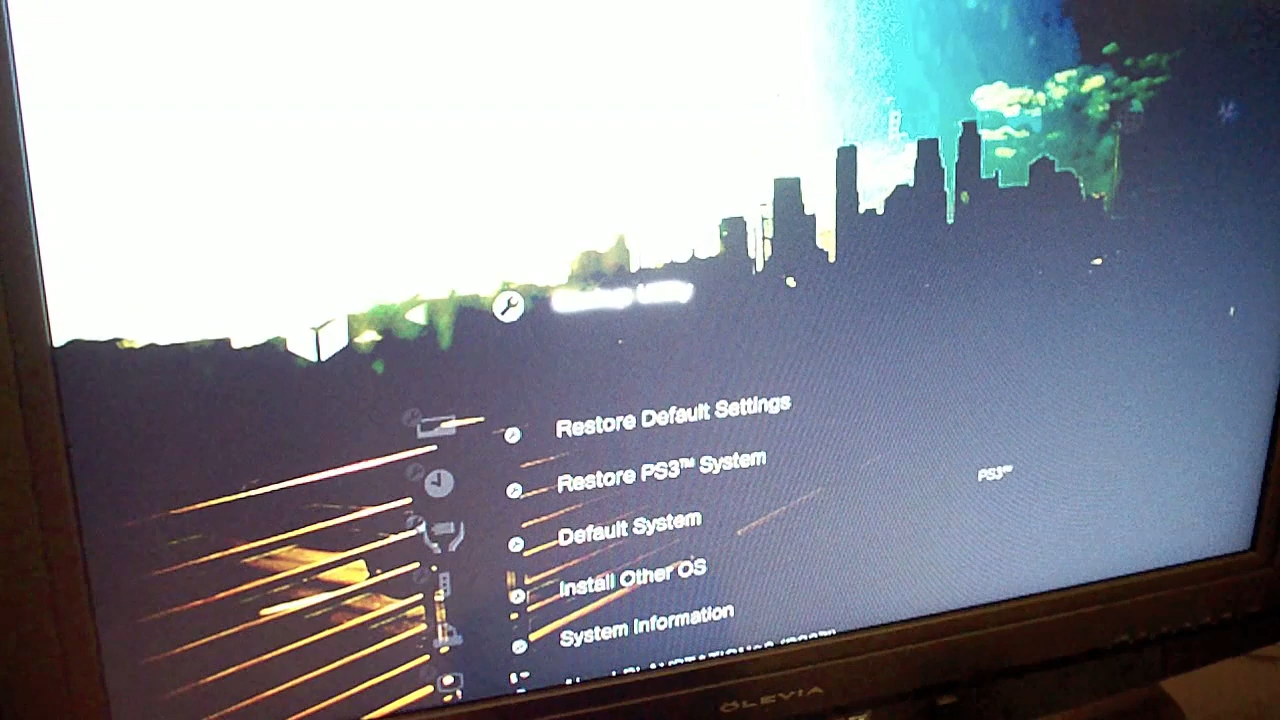 Restore Default Settings
Restore PS3™ System
PS3™
Default System
Install Other OS
System Information
OLEVIA